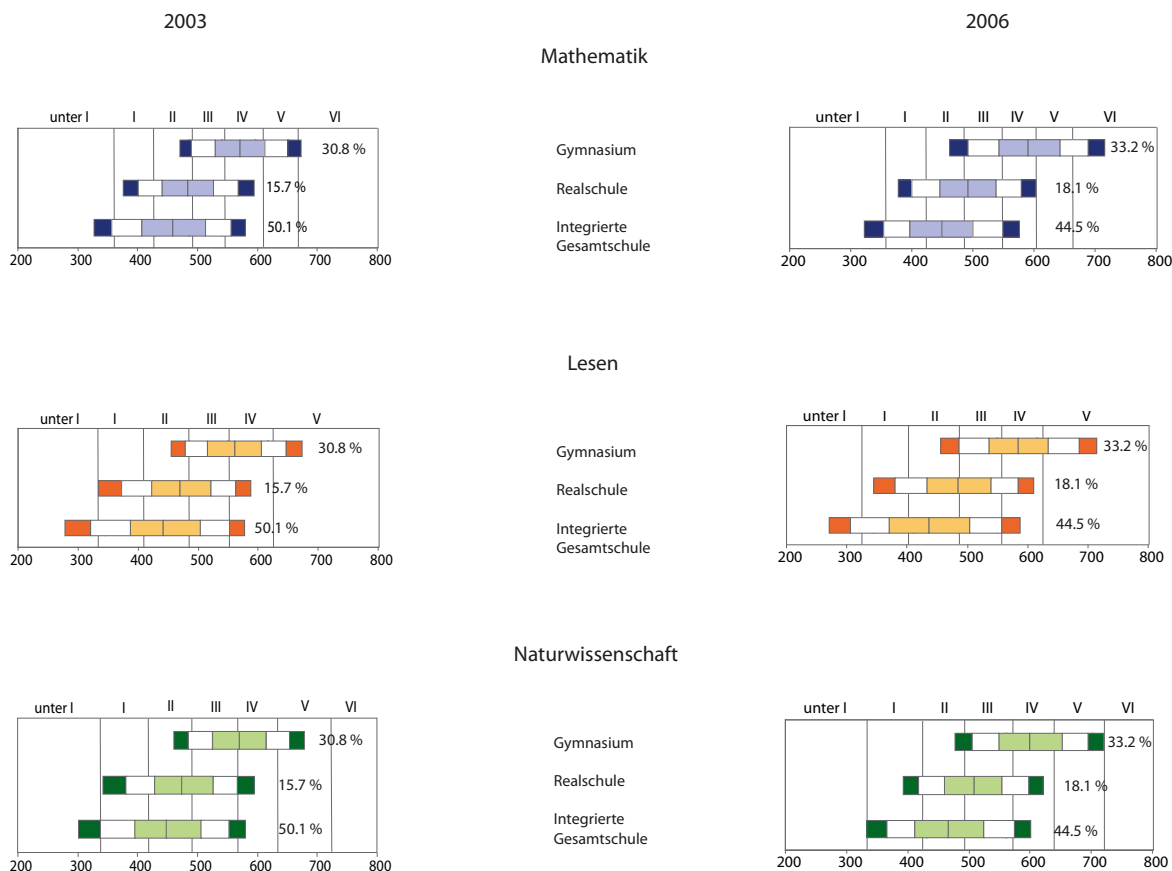 2003
2006
Mathematik
unter I I II III IV V VI
30.8 %
15.7 %
50.1 %
200 300 400 500 600 700 800
Gymnasium
Realschule
Integrierte
Gesamtschule
unter I I II III IV V VI
33.2 %
18.1 %
44.5 %
200 300 400 500 600 700 800
Lesen
unter I I II III IV V
30.8 %
15.7 %
50.1 %
200 300 400 500 600 700 800
Gymnasium
Realschule
Integrierte
Gesamtschule
unter I I II III IV V
33.2 %
18.1 %
44.5 %
200 300 400 500 600 700 800
Naturwissenschaft
unter I I II III IV V VI
30.8 %
15.7 %
50.1 %
200 300 400 500 600 700 800
Gymnasium
Realschule
Integrierte
Gesamtschule
unter I I II III IV V VI
33.2 %
18.1 %
44.5 %
200 300 400 500 600 700 800